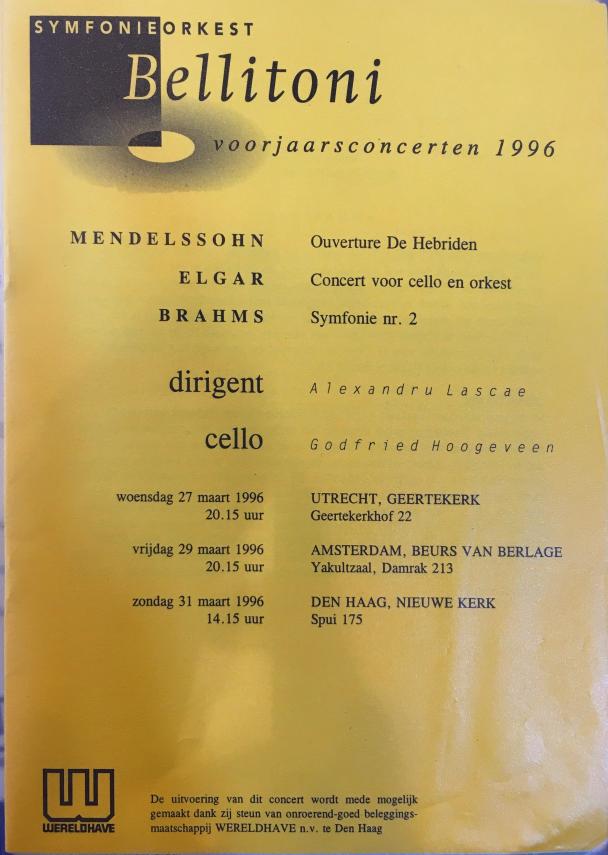 SYMFONIEORKEST
Bellitoni
voorjaarsconcerten 1996
MENDELSSOHN Ouverture De Hebriden
ELGAR Concert voor cello en orkest
BRAHMS Symfonie nr. 2
dirigent Alexandru Lascae
cello Godfried Hoogeveen
woensdag 27 maart 1996 UTRECHT, GEERTEKERK
20.15 uur Geertekerkhof 22
vrijdag 29 maart 1996 AMSTERDAM, BEURS VAN BERLAGE
20.15 uur Yakultzaal, Damrak 213
zondag 31 maart 1996 DEN HAAG, NIEUWE KERK
14.15 uur Spui 175
W
WERELDHAVE
De uitvoering van dit concert wordt mede mogelijk
gemaakt dank zij steun van onroerend-goed beleggings-
maatschappij WERELDHAVE n.v. te Den Haag